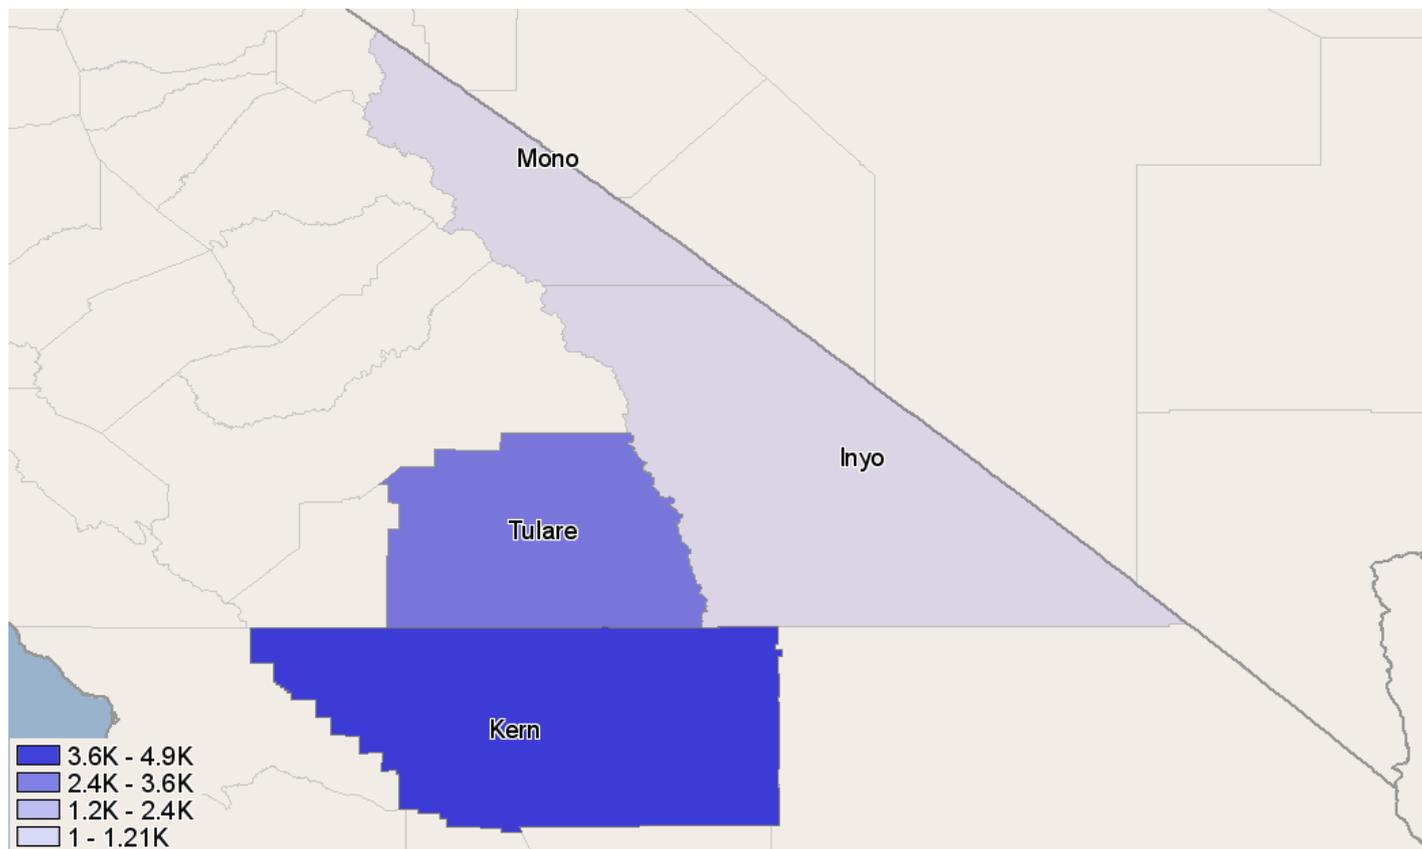 Mono
Inyo
Tulare
Kern
3.6K - 4.9K
2.4K - 3.6K
1.2K - 2.4K
1 - 1.21K